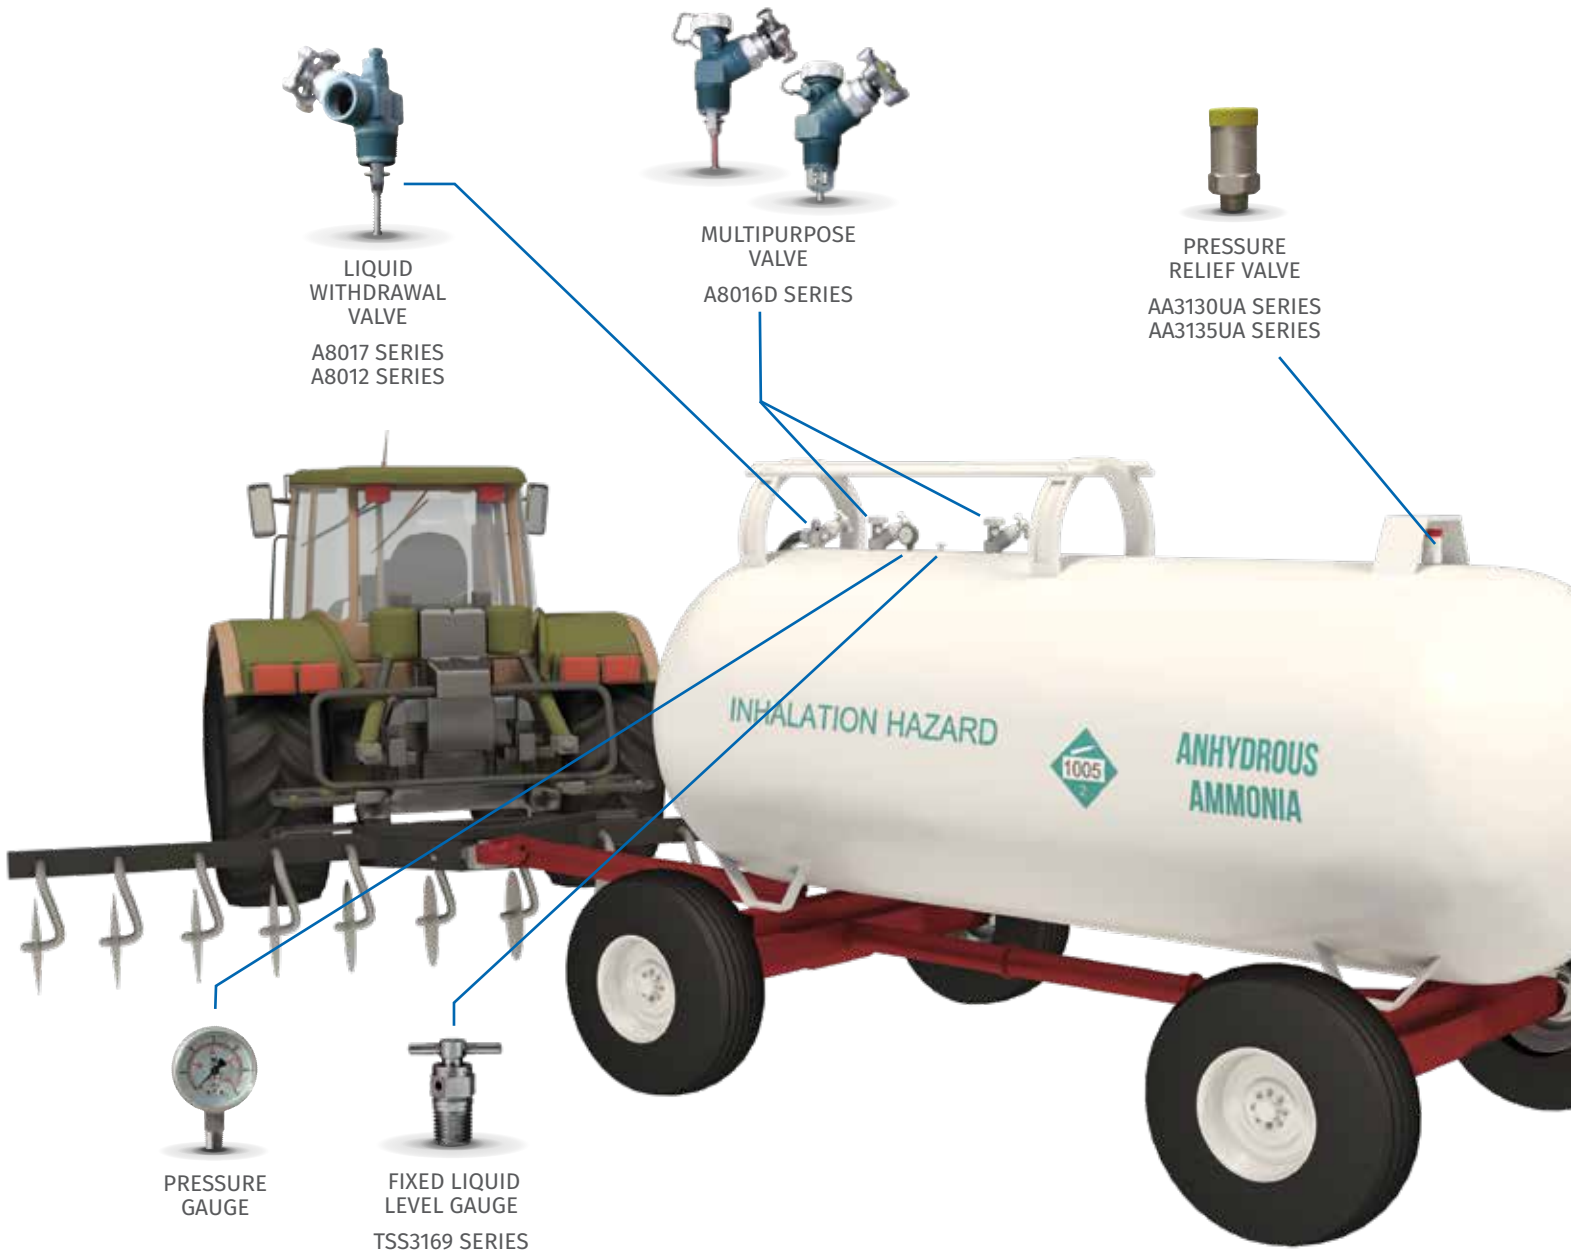 LIQUID
WITHDRAWAL
VALVE
A8017 SERIES
A8012 SERIES
MULTIPURPOSE
VALVE
A8016D SERIES
PRESSURE
RELIEF VALVE
AA3130UA SERIES
AA3135UA SERIES
INHALATION HAZARD
1005
2
ANHYDROUS
AMMONIA
PRESSURE
GAUGE
FIXED LIQUID
LEVEL GAUGE
TSS3169 SERIES